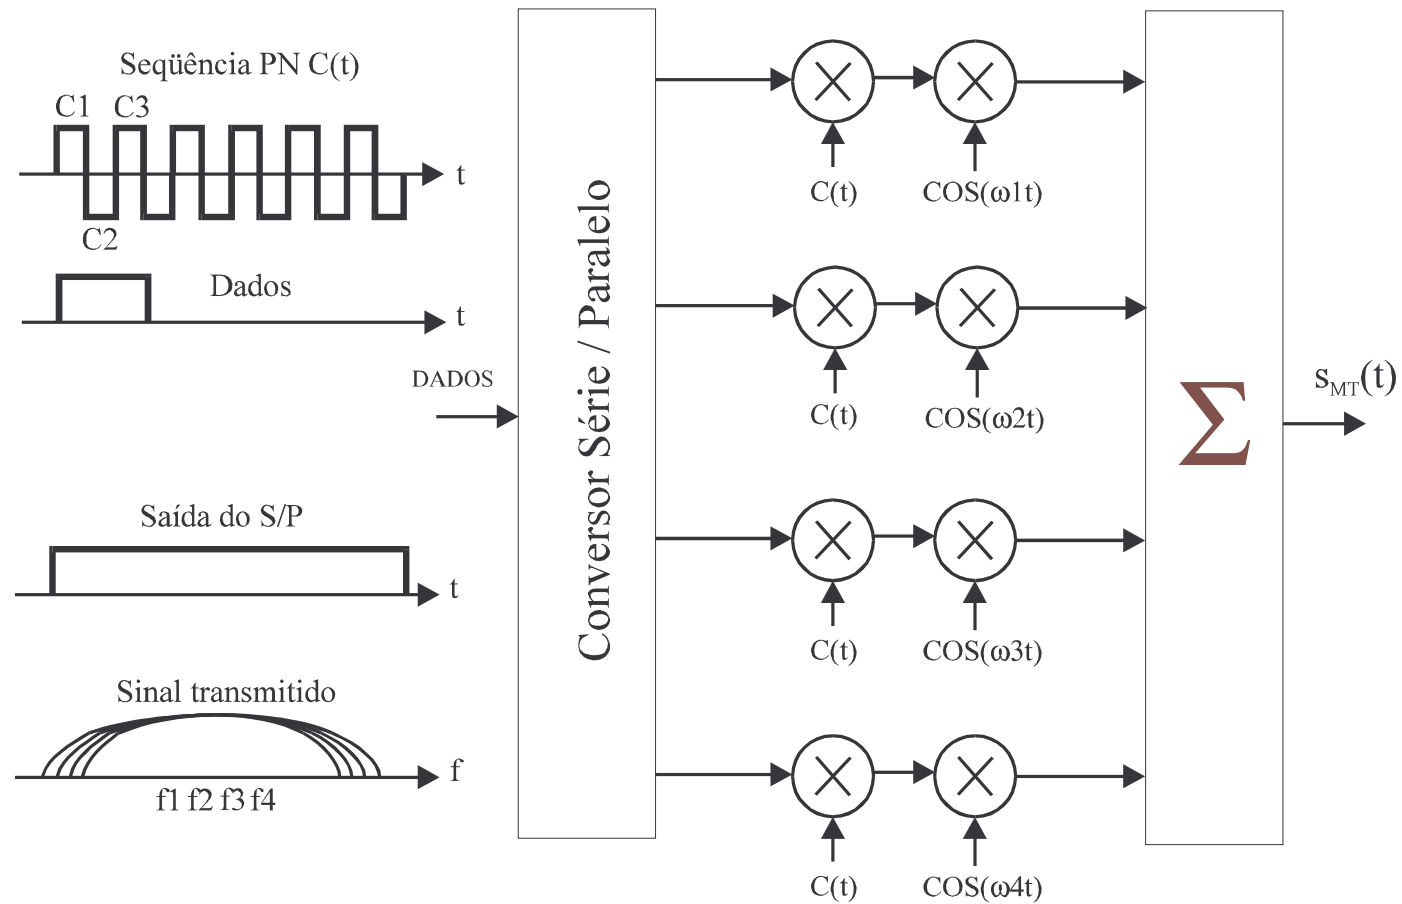 Seqüência PN C(t)
C1 C3
t
C2
Dados
t
DADOS
Saída do S/P
t
Sinal transmitido
f
f1 f2 f3 f4
Conversor Série / Paralelo
C(t) COS(ω1t)
C(t) COS(ω2t)
C(t) COS(ω3t)
C(t) COS(ω4t)
Σ
sMT(t)